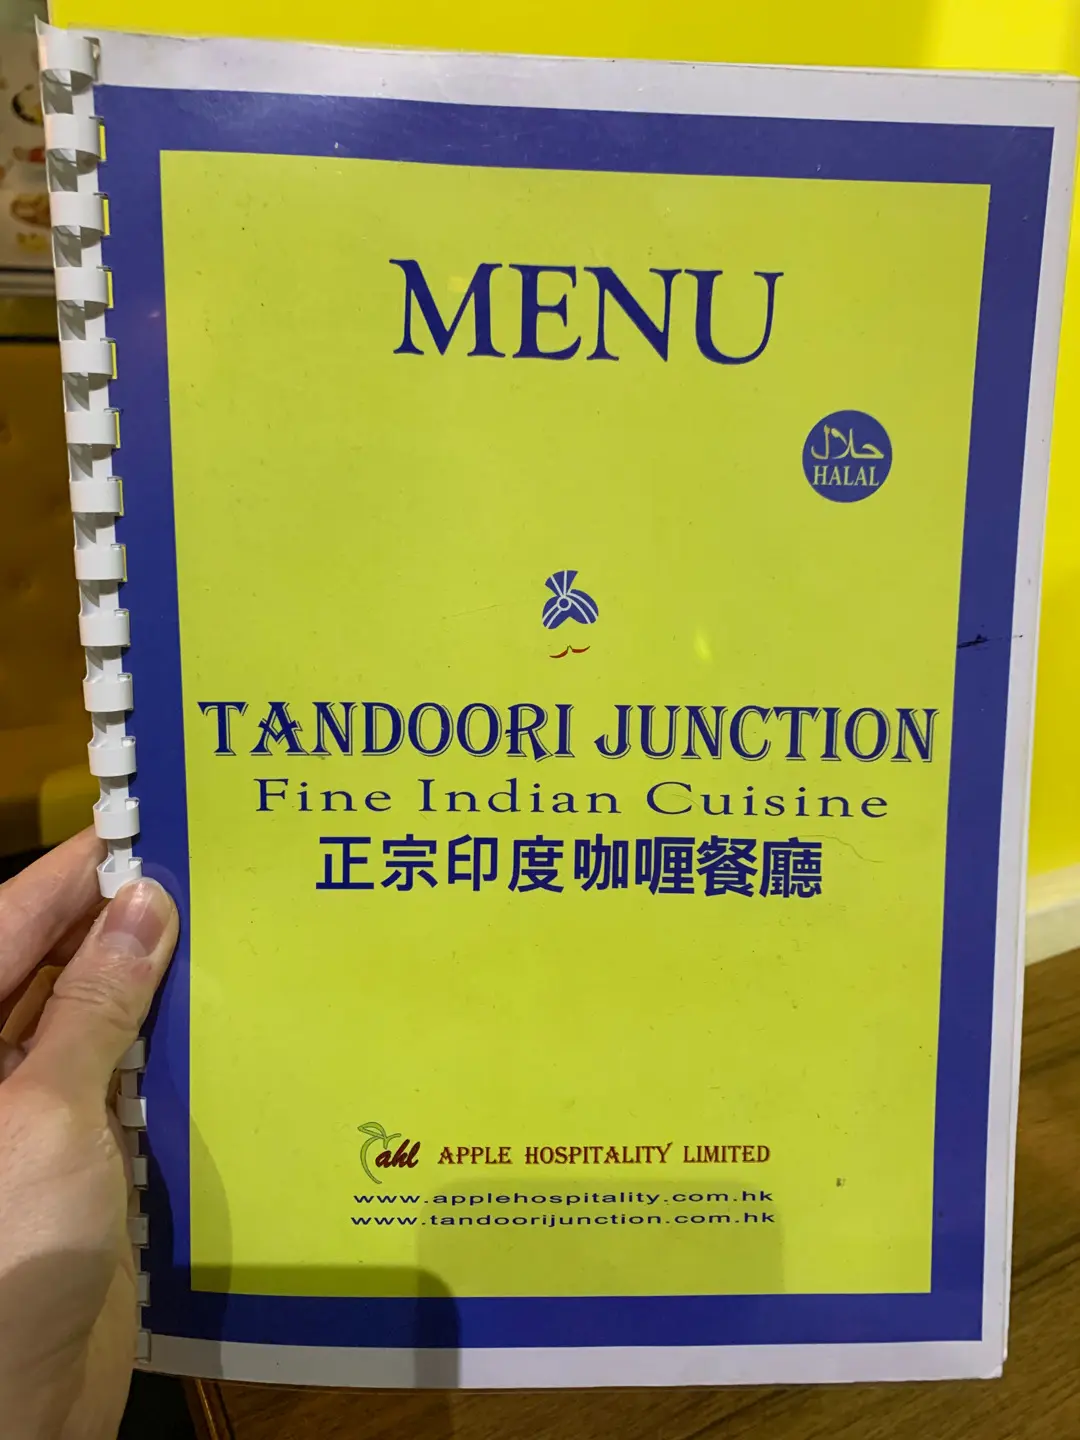 MENU
حلال
HALAL
TANDOORI JUNCTION
Fine Indian Cuisine
正宗印度咖喱餐廳
ahl APPLE HOSPITALITY LIMITED
www.applehospitality.com.hk
www.tandoorijunction.com.hk